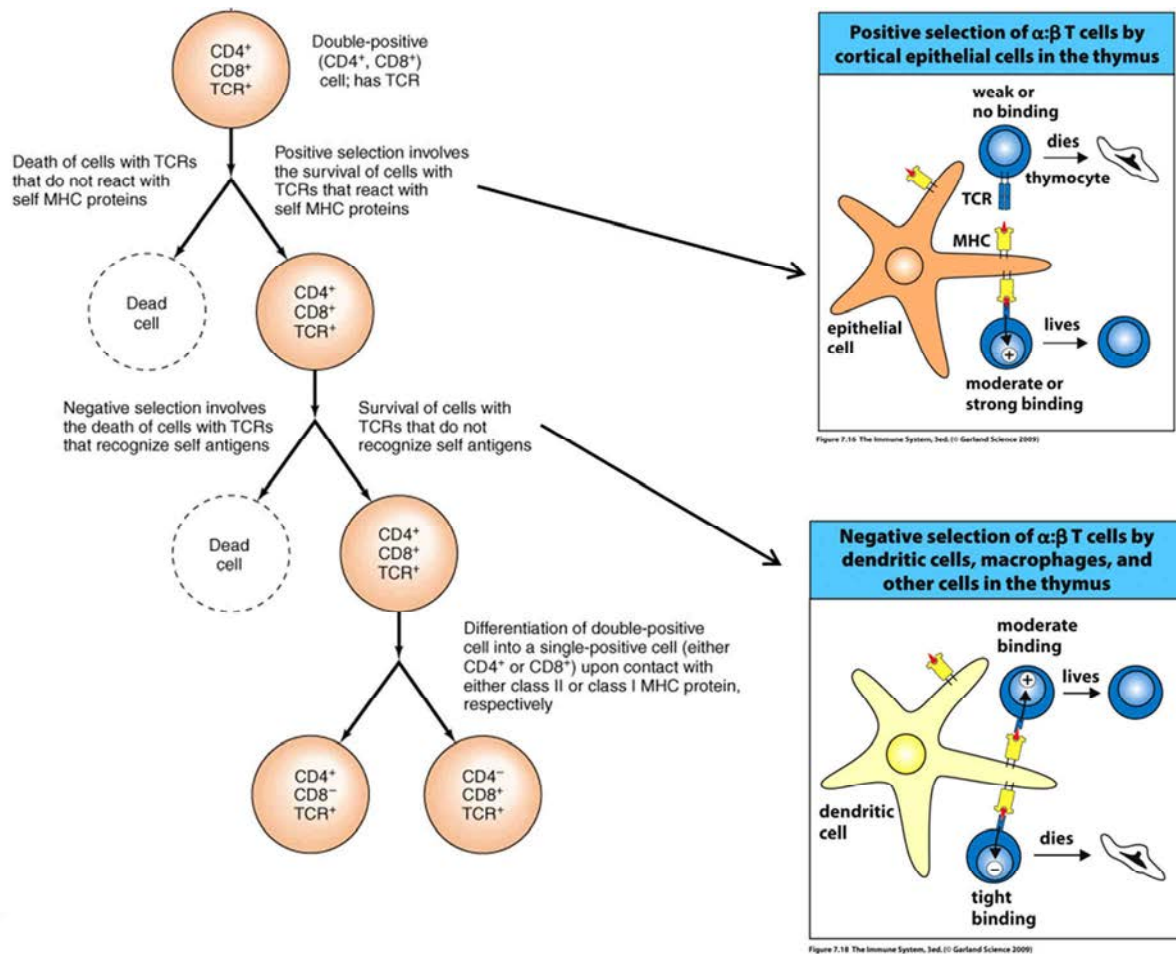 CD4⁺
CD8⁺
TCR⁺
Double-positive
(CD4⁺, CD8⁺)
cell; has TCR
Death of cells with TCRs
that do not react with
self MHC proteins
Positive selection involves
the survival of cells with
TCRs that react with
self MHC proteins
Dead
cell
CD4⁺
CD8⁺
TCR⁺
Negative selection involves
the death of cells with TCRs
that recognize self antigens
Survival of cells with
TCRs that do not
recognize self antigens
Dead
cell
CD4⁺
CD8⁺
TCR⁺
Differentiation of double-positive
cell into a single-positive cell (either
CD4⁺ or CD8⁺) upon contact with
either class II or class I MHC protein,
respectively
CD4⁺
CD8⁻
TCR⁺
CD4⁻
CD8⁺
TCR⁺
Positive selection of α:β T cells by
cortical epithelial cells in the thymus
weak or
no binding
dies
thymocyte
TCR
MHC
epithelial
cell
+
lives
moderate or
strong binding
Figure 7.16 The Immune System, 3ed. (© Garland Science 2009)
Negative selection of α:β T cells by
dendritic cells, macrophages, and
other cells in the thymus
moderate
binding
+
lives
dendritic
cell
−
dies
tight
binding
Figure 7.18 The Immune System, 3ed. (© Garland Science 2009)